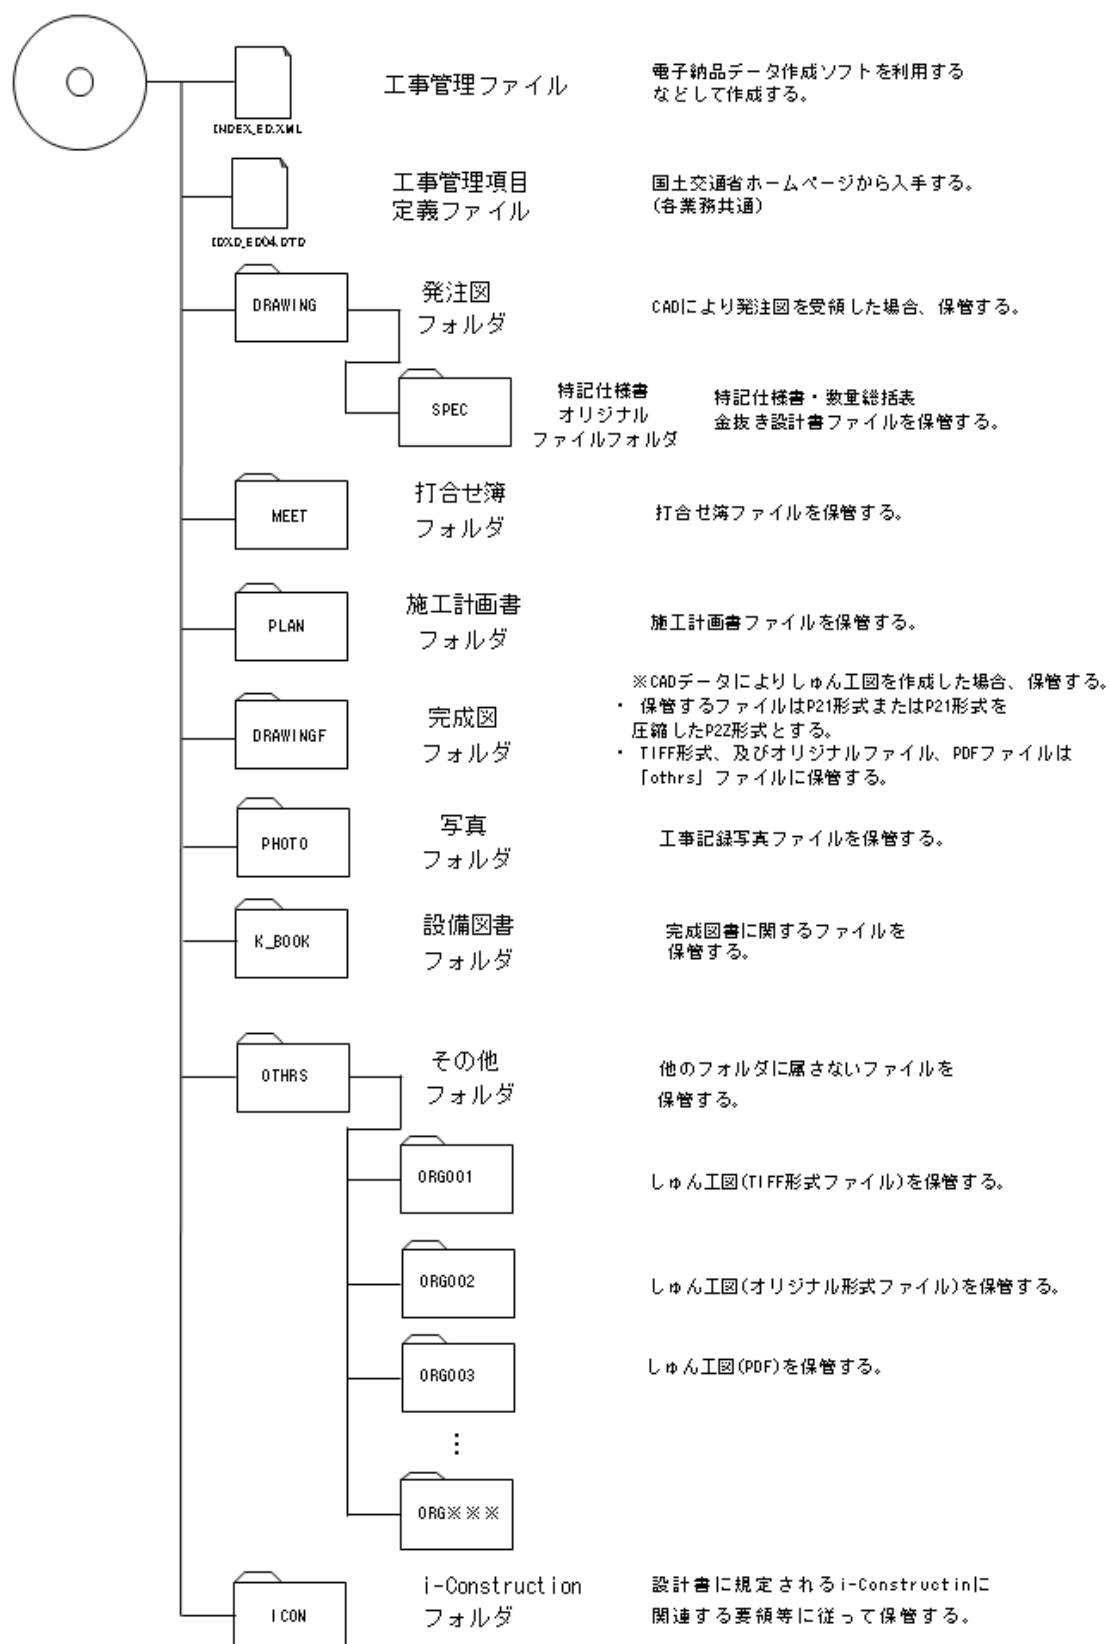 工事管理ファイル
電子納品データ作成ソフトを利用する
などして作成する。
INDEX_ED.XML
工事管理項目
定義ファイル
国土交通省ホームページから入手する。
(各業務共通)
IDXD_ED04.DTD
DRAWING
発注図
フォルダ
CADにより発注図を受領した場合、保管する。
SPEC
特記仕様書
オリジナル
ファイルフォルダ
特記仕様書・数量総括表
金抜き設計書ファイルを保管する。
MEET
打合せ簿
フォルダ
打合せ簿ファイルを保管する。
PLAN
施工計画書
フォルダ
施工計画書ファイルを保管する。
DRAWINGF
完成図
フォルダ
※CADデータによりしゅん工図を作成した場合、保管する。
・ 保管するファイルはP21形式またはP21形式を
圧縮したP2Z形式とする。
・ TIFF形式、及びオリジナルファイル、PDFファイルは
「othrs」ファイルに保管する。
PHOTO
写真
フォルダ
工事記録写真ファイルを保管する。
K_BOOK
設備図書
フォルダ
完成図書に関するファイルを
保管する。
OTHRS
その他
フォルダ
他のフォルダに属さないファイルを
保管する。
ORG001
しゅん工図(TIFF形式ファイル)を保管する。
ORG002
しゅん工図(オリジナル形式ファイル)を保管する。
ORG003
しゅん工図(PDF)を保管する。
⋮
ORG※※※
ICON
i-Construction
フォルダ
設計書に規定されるi-Constructinに
関連する要領等に従って保管する。